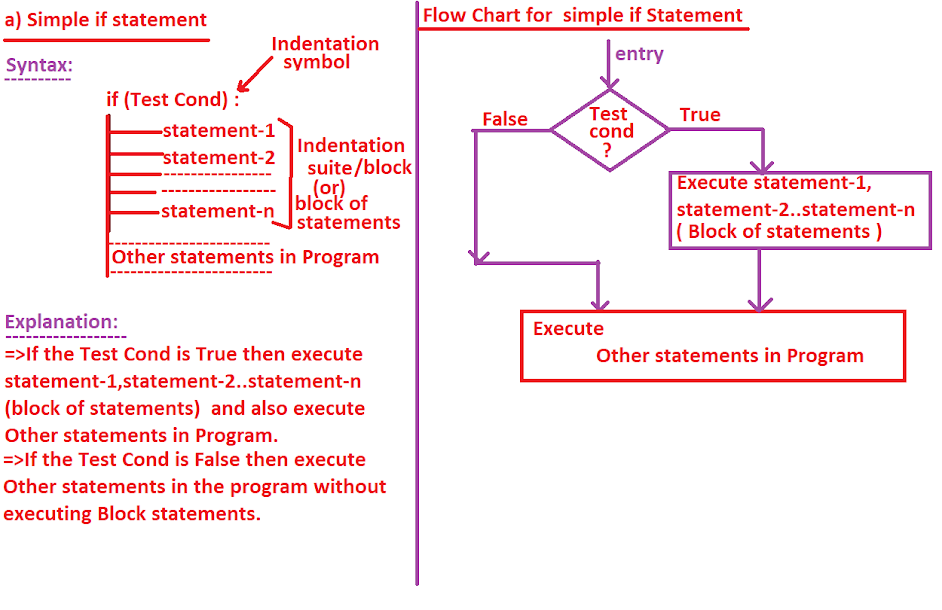 a) Simple if statement
Syntax:
Indentation
symbol
if (Test Cond) :
statement-1
statement-2
statement-n
Indentation
suite/block
(or)
block of
statements
Other statements in Program
Explanation:
=>If the Test Cond is True then execute
statement-1,statement-2..statement-n
(block of statements)  and also execute
Other statements in Program.
=>If the Test Cond is False then execute
Other statements in the program without
executing Block statements.
Flow Chart for  simple if Statement
entry
False
Test
cond
?
True
Execute statement-1,
statement-2..statement-n
( Block of statements )
Execute
Other statements in Program